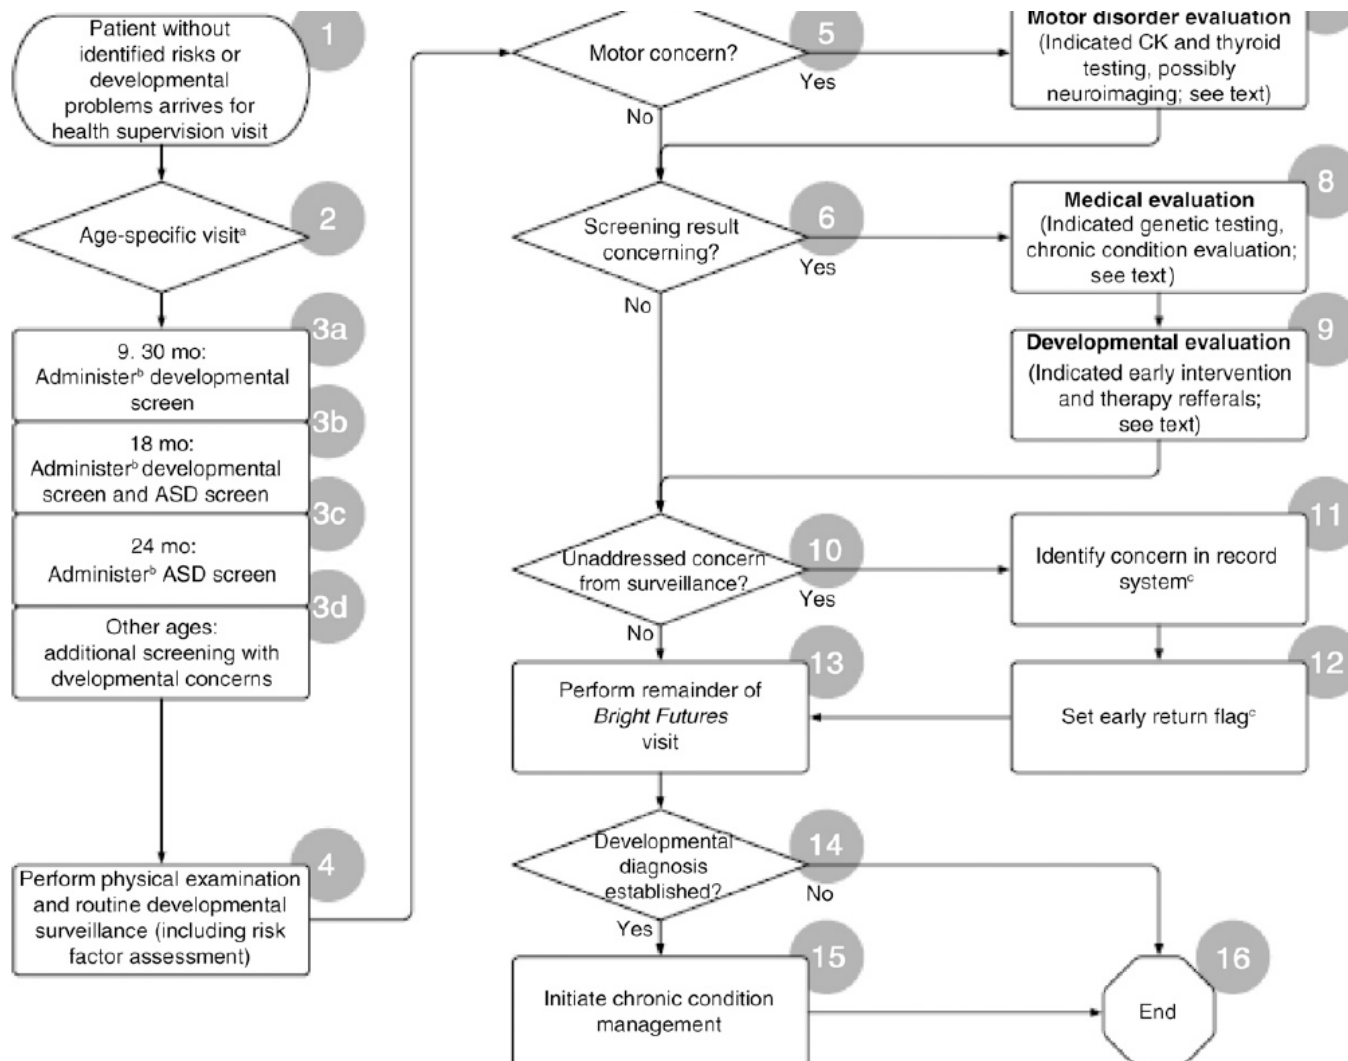 1
Patient without
identified risks or
developmental
problems arrives for
health supervision visit
2
Age-specific visitᵃ
3a
9. 30 mo:
Administerᵇ developmental
screen
3b
18 mo:
Administerᵇ developmental
screen and ASD screen
3c
24 mo:
Administerᵇ ASD screen
3d
Other ages:
additional screening with
dvelopmental concerns
4
Perform physical examination
and routine developmental
surveillance (including risk
factor assessment)
5
Motor concern?
Yes
No
Motor disorder evaluation
(Indicated CK and thyroid
testing, possibly
neuroimaging; see text)
6
Screening result
concerning?
Yes
No
8
Medical evaluation
(Indicated genetic testing,
chronic condition evaluation;
see text)
9
Developmental evaluation
(Indicated early intervention
and therapy refferals;
see text)
10
Unaddressed concern
from surveillance?
Yes
No
11
Identify concern in record
systemᶜ
12
Set early return flagᶜ
13
Perform remainder of
Bright Futures
visit
14
Developmental
diagnosis
established?
No
Yes
15
Initiate chronic condition
management
16
End